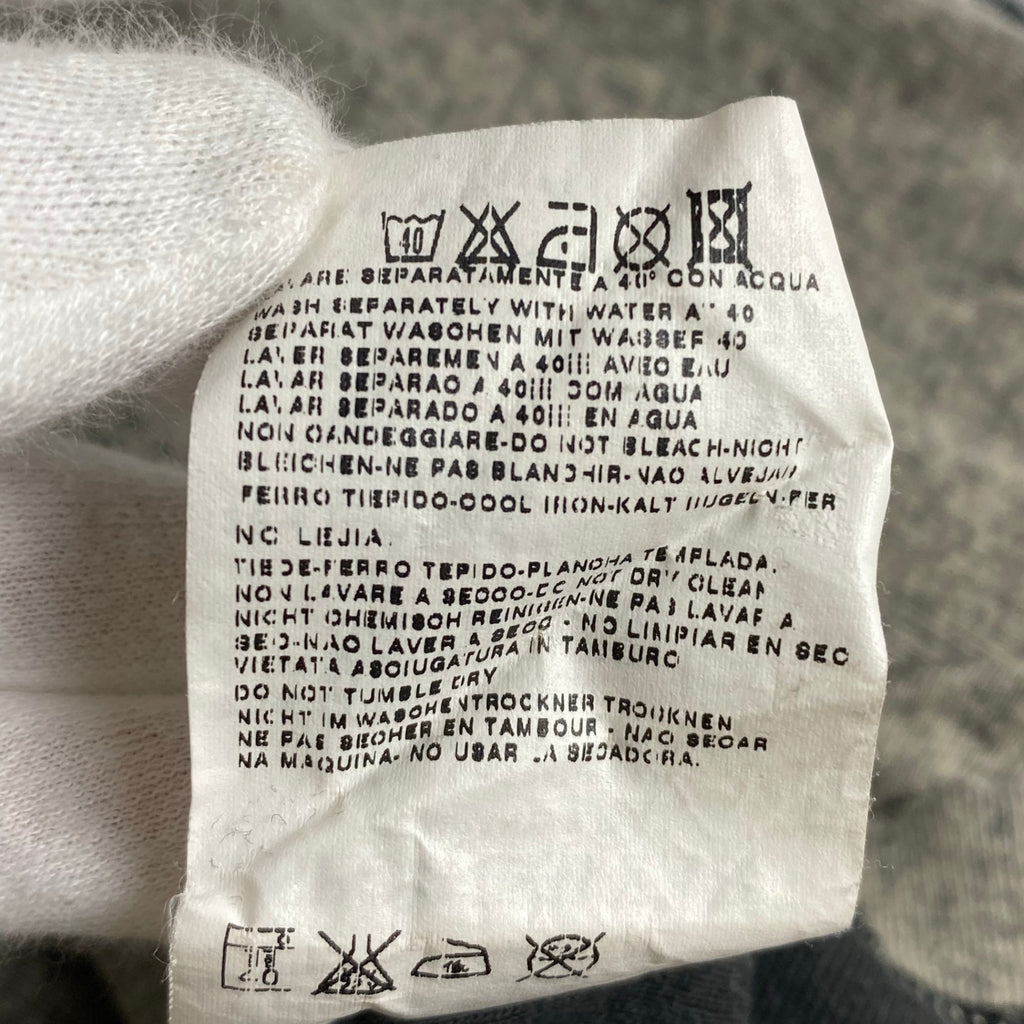 40
LAVARE SEPARATAMENTE A 40° CON ACQUA
WASH SEPARATELY WITH WATER AT 40
SEPARAT WASCHEN MIT WASSER 40
LAVER SEPAREMEN A 40 AVEC EAU
LAVAR SEPARAO A 40 COM AGUA
LAVAR SEPARADO A 40 EN AGUA
NON CANDEGGIARE-DO NOT BLEACH-NICHT
BLEICHEN-NE PAS BLANCHIR-NAO ALVEJAR
FERRO TIEPIDO-COOL IRON-KALT BUGELN-FER
NO LEJIA.
TIEDE-FERRO TEPIDO-PLANCHA TEMPLADA.
NON LAVARE A SECCO-DO NOT DRY CLEAN
NICHT CHEMISCH REINIGEN-NE PAS LAVAR A
SEC-NAO LAVER A SECO - NO LIMPIAR EN SEC
VIETATA ASCIUGATURA IN TAMBURO
DO NOT TUMBLE DRY
NICHT IM WASCHENTROCKNER TROCKNEN
NE PAS SECHER EN TAMBOUR - NAO SECAR
NA MAQUINA- NO USAR LA SECADORA.